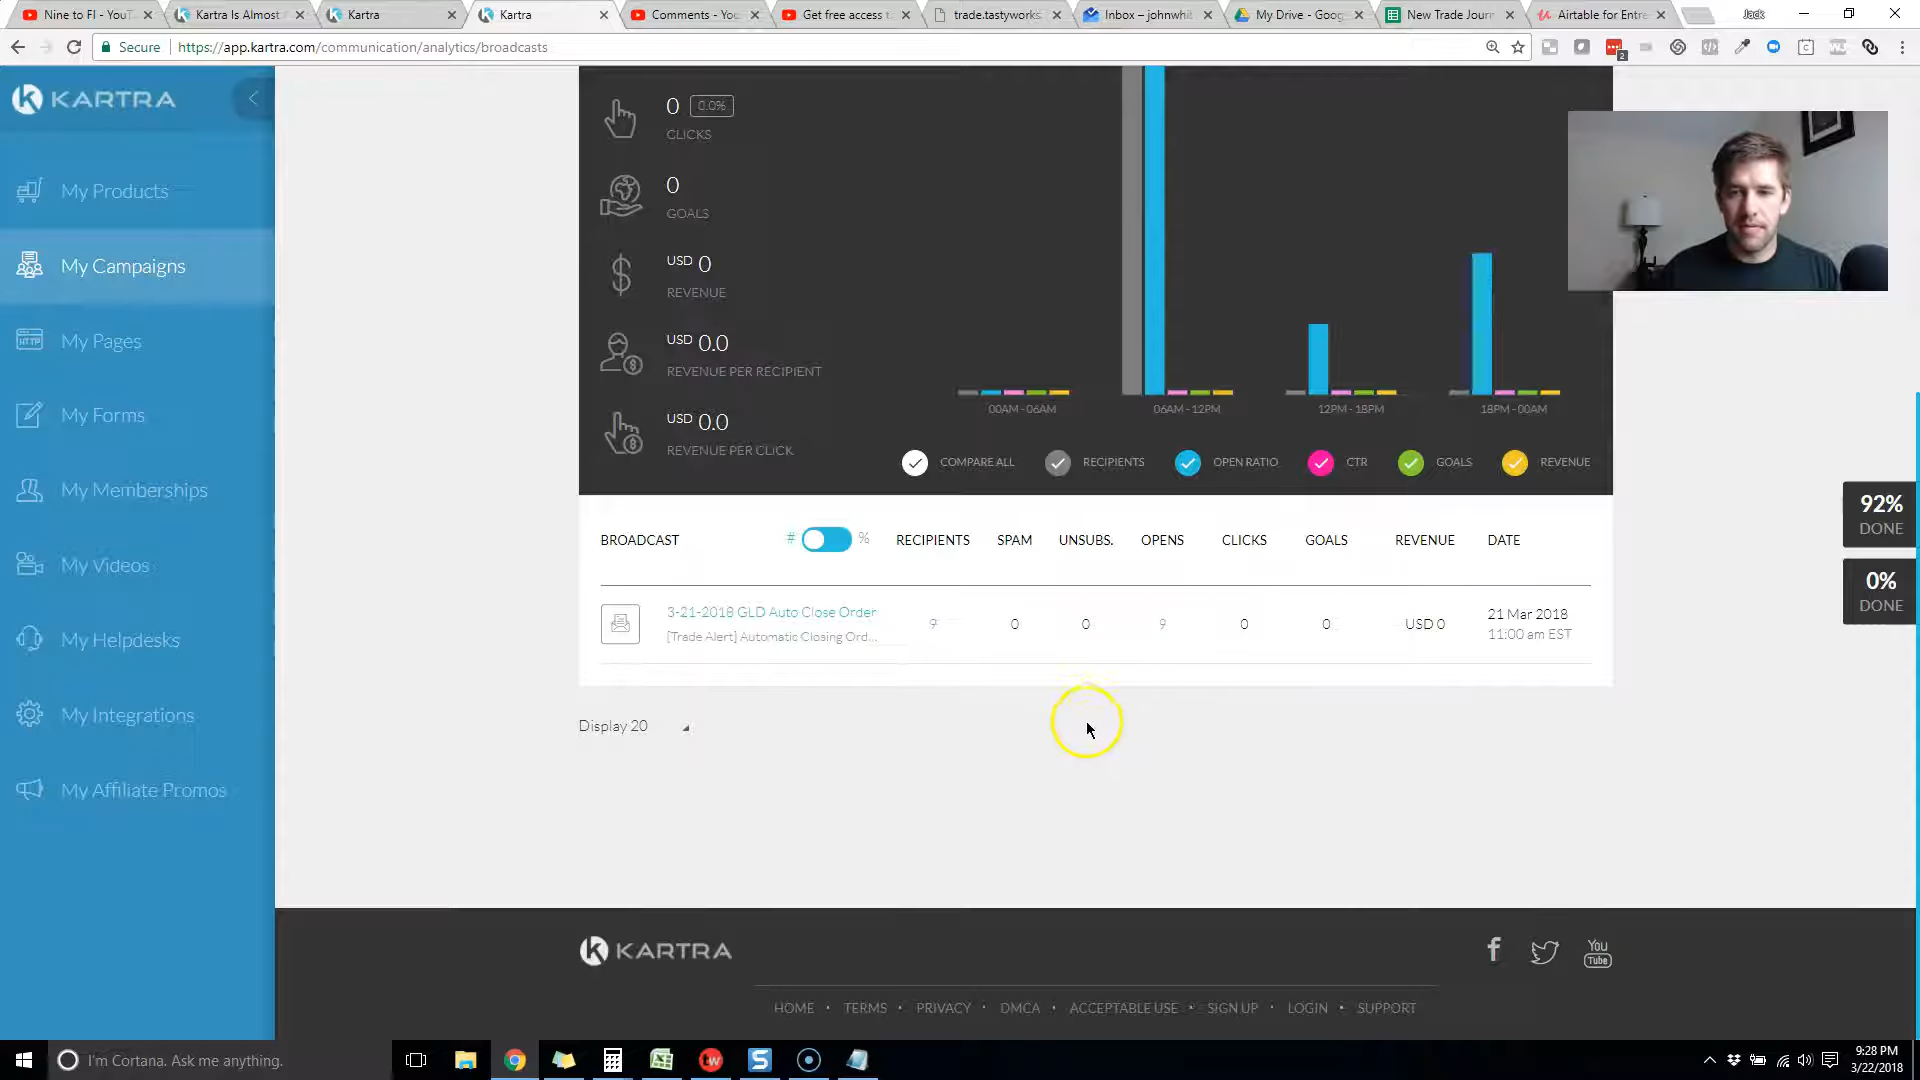 Nine to FI - YouT
Kartra Is Almost
Kartra
Kartra
Comments - You
Get free access t
trade.tastyworks
Inbox - johnwhit
My Drive - Goog
New Trade Journ
Airtable for Entre
Jack
Secure
https://app.kartra.com/communication/analytics/broadcasts
2
KARTRA
My Products
My Campaigns
My Pages
HTTP
My Forms
My Memberships
My Videos
My Helpdesks
My Integrations
My Affiliate Promos
0 0.0%
CLICKS
0
GOALS
USD 0
REVENUE
USD 0.0
REVENUE PER RECIPIENT
USD 0.0
REVENUE PER CLICK
00AM - 06AM
06AM - 12PM
12PM - 18PM
18PM - 00AM
COMPARE ALL
RECIPIENTS
OPEN RATIO
CTR
GOALS
REVENUE
BROADCAST # % RECIPIENTS SPAM UNSUBS. OPENS CLICKS GOALS REVENUE DATE
3-21-2018 GLD Auto Close Order
[Trade Alert] Automatic Closing Ord...
9 0 0 9 0 0 USD 0
21 Mar 2018
11:00 am EST
Display 20
92%
DONE
0%
DONE
KARTRA
You
Tube
HOME • TERMS • PRIVACY • DMCA • ACCEPTABLE USE • SIGN UP • LOGIN • SUPPORT
I'm Cortana. Ask me anything.
9:28 PM
3/22/2018